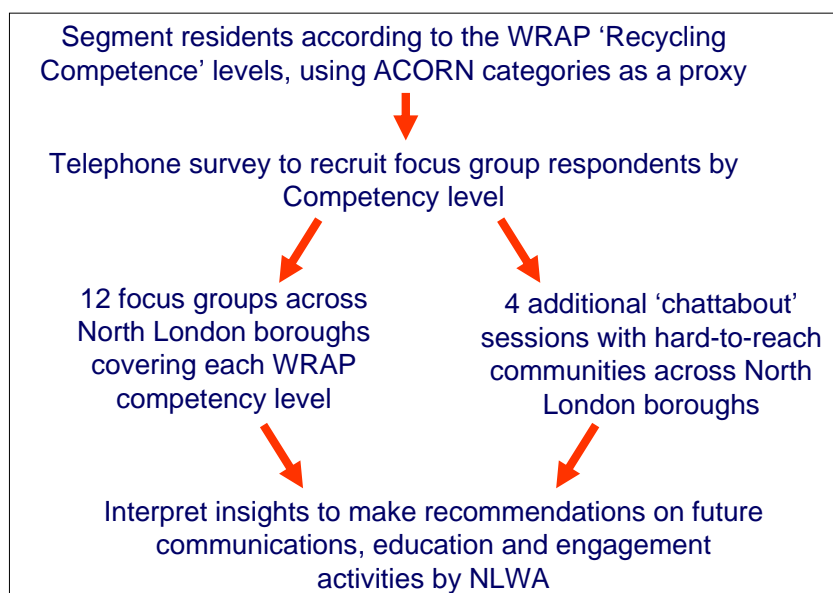 Segment residents according to the WRAP ‘Recycling
Competence’ levels, using ACORN categories as a proxy
Telephone survey to recruit focus group respondents by
Competency level
12 focus groups across
North London boroughs
covering each WRAP
competency level
4 additional ‘chattabout’
sessions with hard-to-reach
communities across North
London boroughs
Interpret insights to make recommendations on future
communications, education and engagement
activities by NLWA